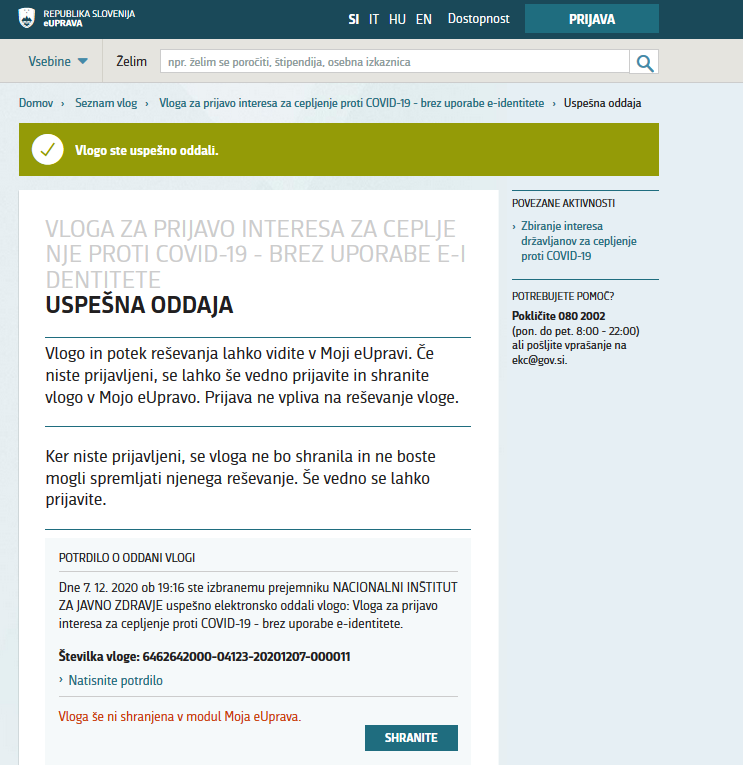 REPUBLIKA SLOVENIJA
eUPRAVA
SI IT HU EN Dostopnost PRIJAVA
Vsebine Želim npr. želim se poročiti, štipendija, osebna izkaznica
Domov › Seznam vlog › Vloga za prijavo interesa za cepljenje proti COVID-19 - brez uporabe e-identitete › Uspešna oddaja
Vlogo ste uspešno oddali.
VLOGA ZA PRIJAVO INTERESA ZA CEPLJE
NJE PROTI COVID-19 - BREZ UPORABE E-I
DENTITETE
USPEŠNA ODDAJA
Vlogo in potek reševanja lahko vidite v Moji eUpravi. Če
niste prijavljeni, se lahko še vedno prijavite in shranite
vlogo v Mojo eUpravo. Prijava ne vpliva na reševanje vloge.
Ker niste prijavljeni, se vloga ne bo shranila in ne boste
mogli spremljati njenega reševanje. Še vedno se lahko
prijavite.
POTRDILO O ODDANI VLOGI
Dne 7. 12. 2020 ob 19:16 ste izbranemu prejemniku NACIONALNI INŠTITUT
ZA JAVNO ZDRAVJE uspešno elektronsko oddali vlogo: Vloga za prijavo
interesa za cepljenje proti COVID-19 - brez uporabe e-identitete.
Številka vloge: 6462642000-04123-20201207-000011
› Natisnite potrdilo
Vloga še ni shranjena v modul Moja eUprava.
SHRANITE
POVEZANE AKTIVNOSTI
› Zbiranje interesa
državljanov za cepljenje
proti COVID-19
POTREBUJETE POMOČ?
Pokličite 080 2002
(pon. do pet. 8:00 - 22:00)
ali pošljite vprašanje na
ekc@gov.si.